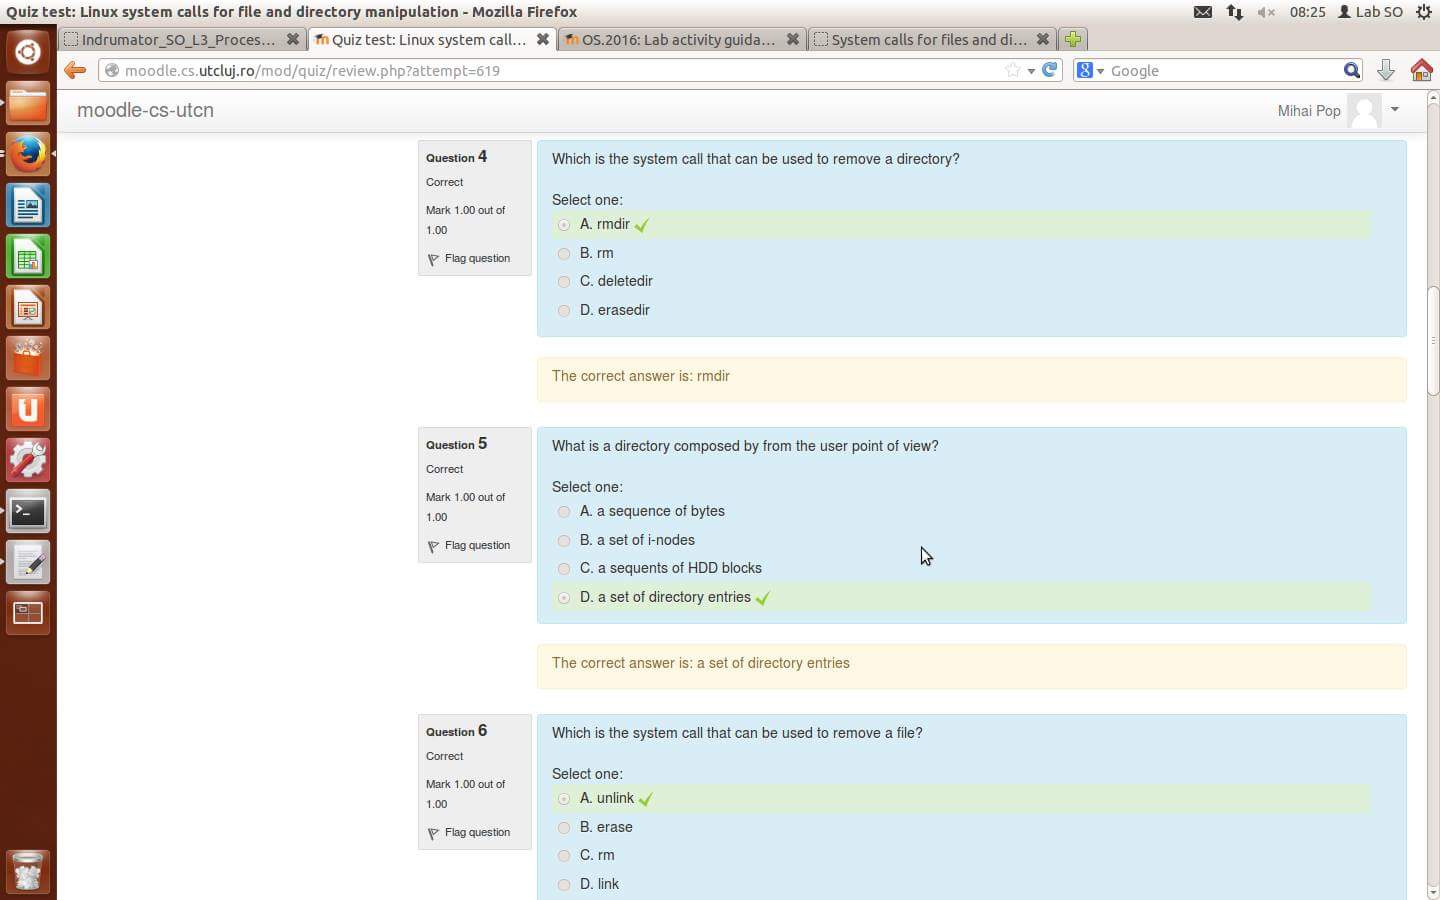 Quiz test: Linux system calls for file and directory manipulation - Mozilla Firefox
08:25 Lab SO
Indrumator_SO_L3_Proces...
Quiz test: Linux system call...
OS.2016: Lab activity guida...
System calls for files and di...
moodle.cs.utcluj.ro/mod/quiz/review.php?attempt=619
8 Google
moodle-cs-utcn
Mihai Pop
Question 4
Correct
Mark 1.00 out of
1.00
Flag question
Which is the system call that can be used to remove a directory?
Select one:
A. rmdir
B. rm
C. deletedir
D. erasedir
The correct answer is: rmdir
Question 5
Correct
Mark 1.00 out of
1.00
Flag question
What is a directory composed by from the user point of view?
Select one:
A. a sequence of bytes
B. a set of i-nodes
C. a sequents of HDD blocks
D. a set of directory entries
The correct answer is: a set of directory entries
Question 6
Correct
Mark 1.00 out of
1.00
Flag question
Which is the system call that can be used to remove a file?
Select one:
A. unlink
B. erase
C. rm
D. link